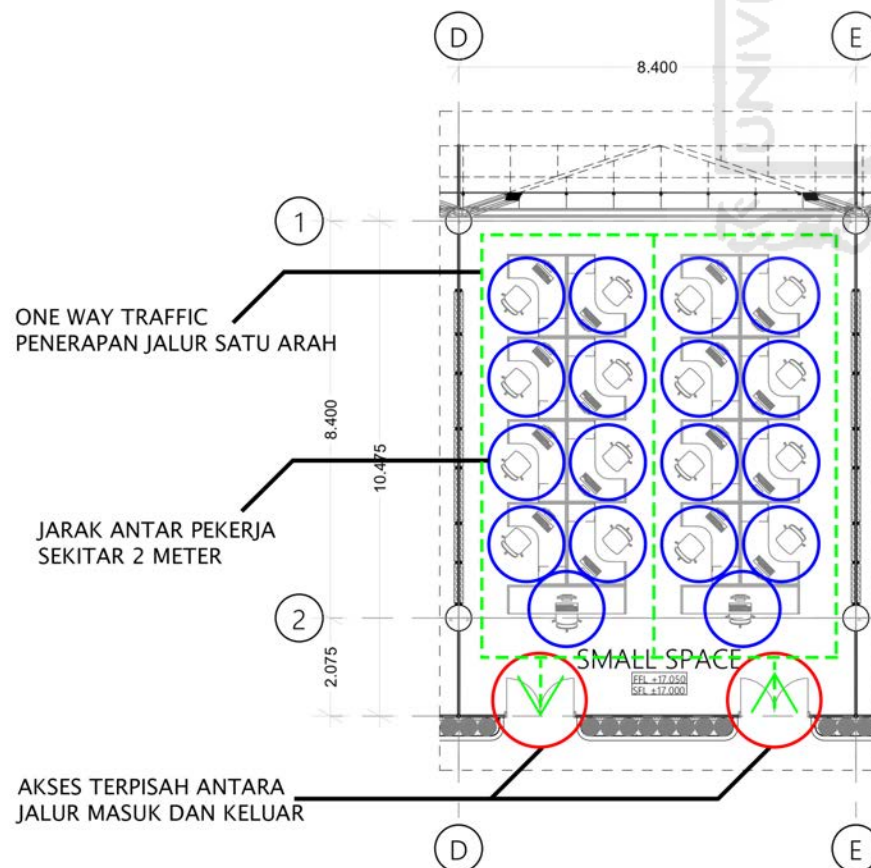 D
E
8.400
UNIV
1
ONE WAY TRAFFIC
PENERAPAN JALUR SATU ARAH
8.400
10.475
JARAK ANTAR PEKERJA
SEKITAR 2 METER
2
2.075
SMALL SPACE
FFL +17.050
SFL ±17.000
AKSES TERPISAH ANTARA
JALUR MASUK DAN KELUAR
D
E